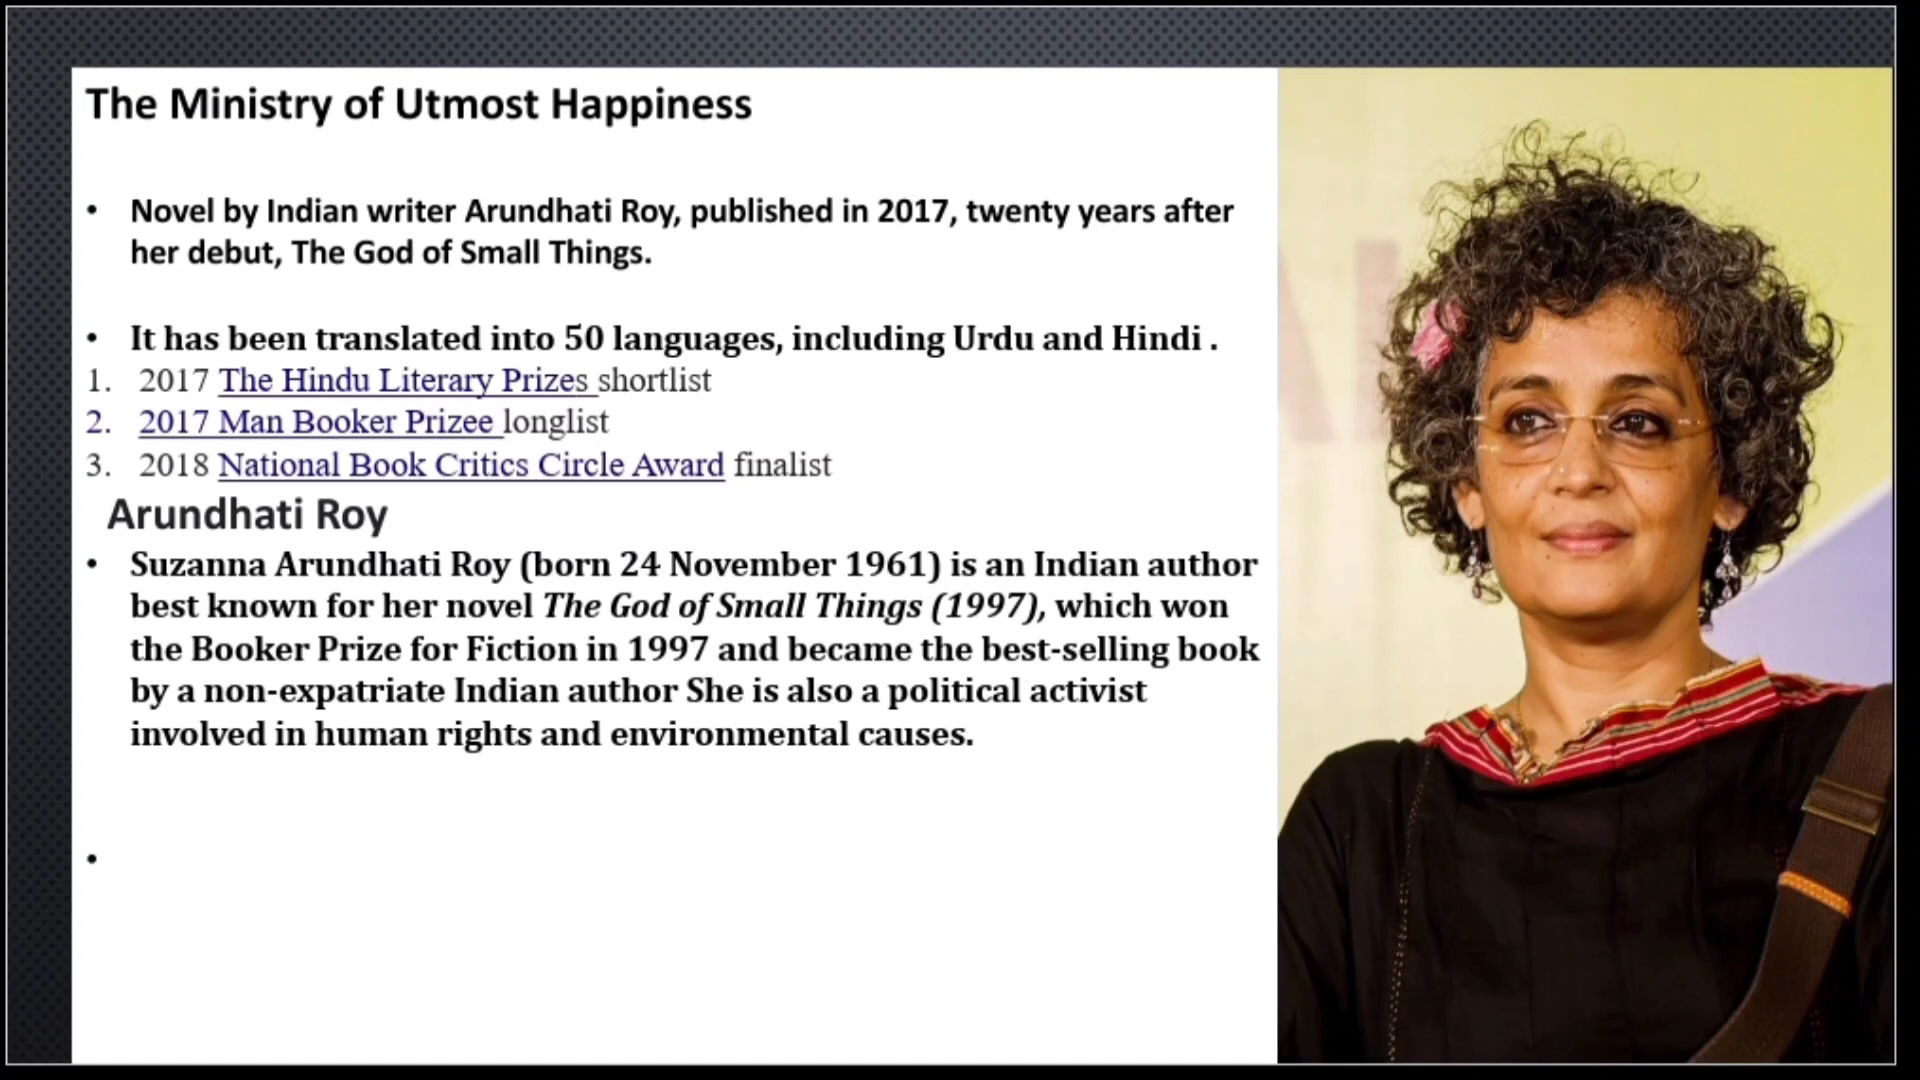 The Ministry of Utmost Happiness
• Novel by Indian writer Arundhati Roy, published in 2017, twenty years after
her debut, The God of Small Things.
• It has been translated into 50 languages, including Urdu and Hindi .
1. 2017 The Hindu Literary Prizes shortlist
2. 2017 Man Booker Prizee longlist
3. 2018 National Book Critics Circle Award finalist
Arundhati Roy
• Suzanna Arundhati Roy (born 24 November 1961) is an Indian author
best known for her novel The God of Small Things (1997), which won
the Booker Prize for Fiction in 1997 and became the best-selling book
by a non-expatriate Indian author She is also a political activist
involved in human rights and environmental causes.
•